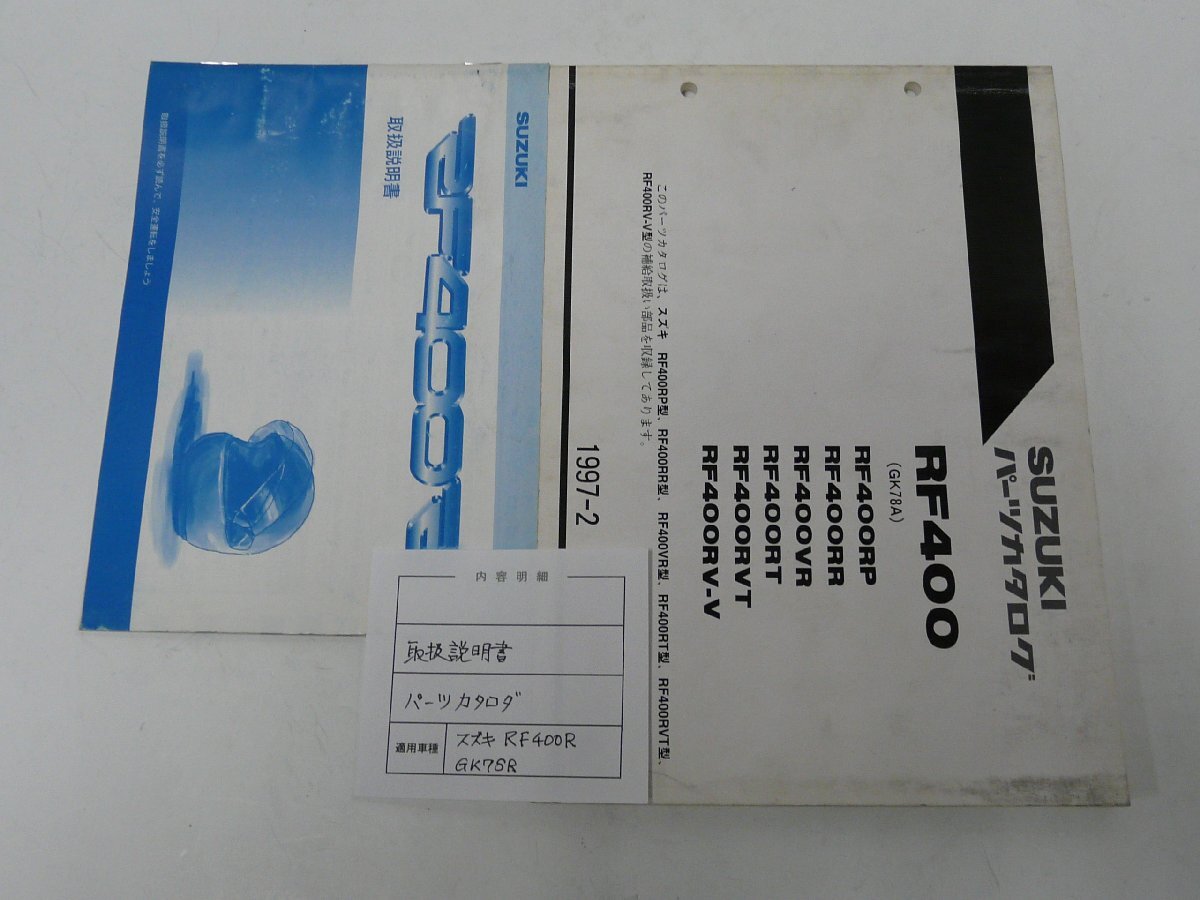 SUZUKI
パーツカタログ
RF400
(GK78A)
RF400RP
RF400RR
RF400VR
RF400RT
RF400RVT
RF400RV-V
このパーツカタログは、スズキ RF400RP型、RF400RR型、RF400VR型、RF400RT型、RF400RVT型、
RF400RV-V型の補給取扱い部品を収録してあります。
1997-2
SUZUKI
RF400R
取扱説明書
取扱説明書を必ず読んで、安全運転をしましょう
内容明細
取扱説明書
パーツカタログ
適用車種
スズキ RF400R
GK78R